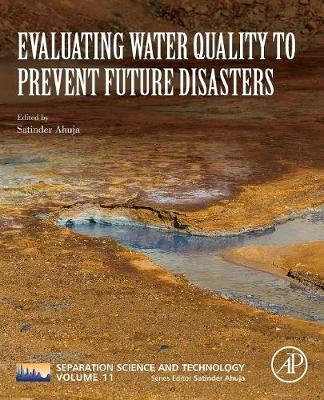 EVALUATING WATER QUALITY TO
PREVENT FUTURE DISASTERS
Edited by
Satinder Ahuja
SEPARATION SCIENCE AND TECHNOLOGY
VOLUME 11
Series Editor Satinder Ahuja
AP